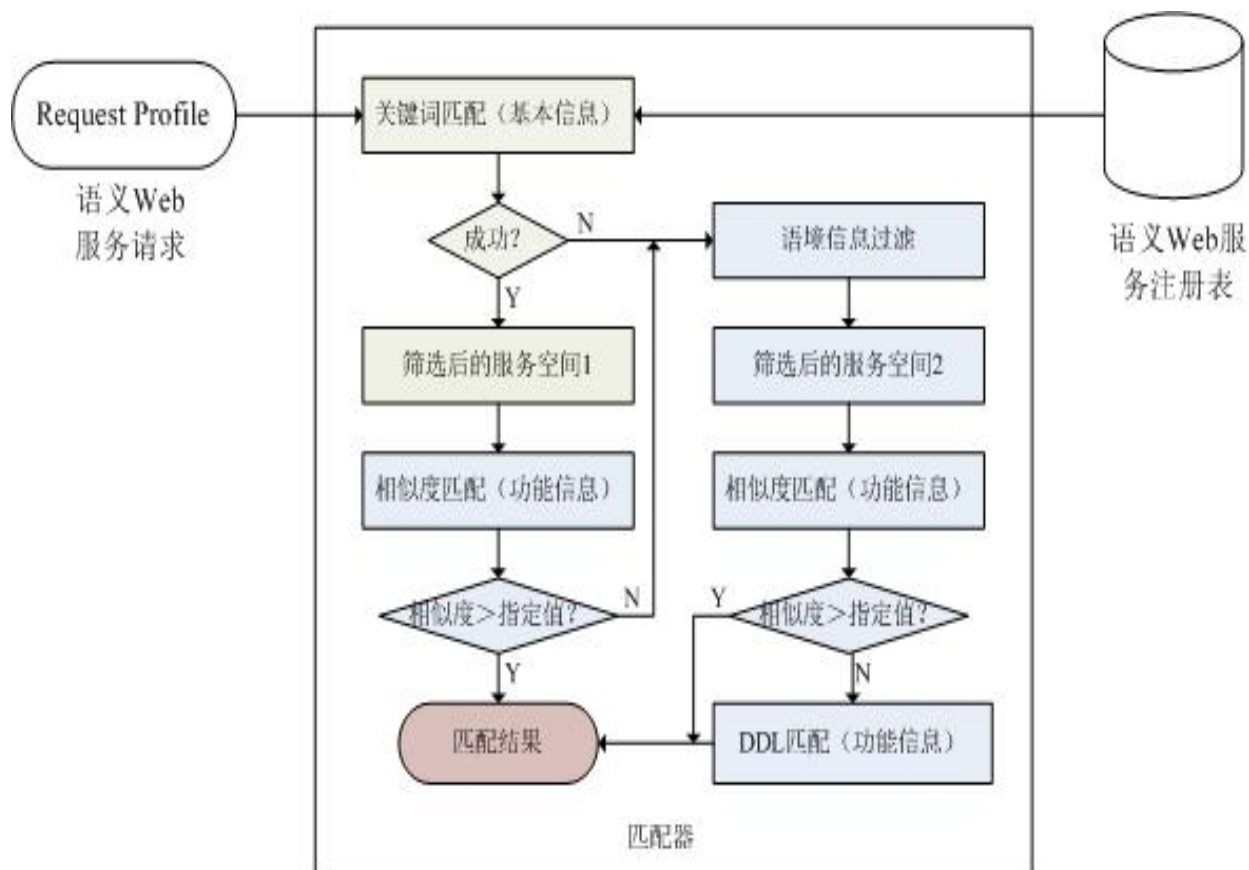 Request Profile
语义Web
服务请求
关键词匹配（基本信息）
成功?
N
Y
语境信息过滤
语义Web服
务注册表
筛选后的服务空间1
筛选后的服务空间2
相似度匹配（功能信息）
相似度匹配（功能信息）
相似度＞指定值?
N
Y
Y
相似度＞指定值?
N
匹配结果
DDL匹配（功能信息）
匹配器